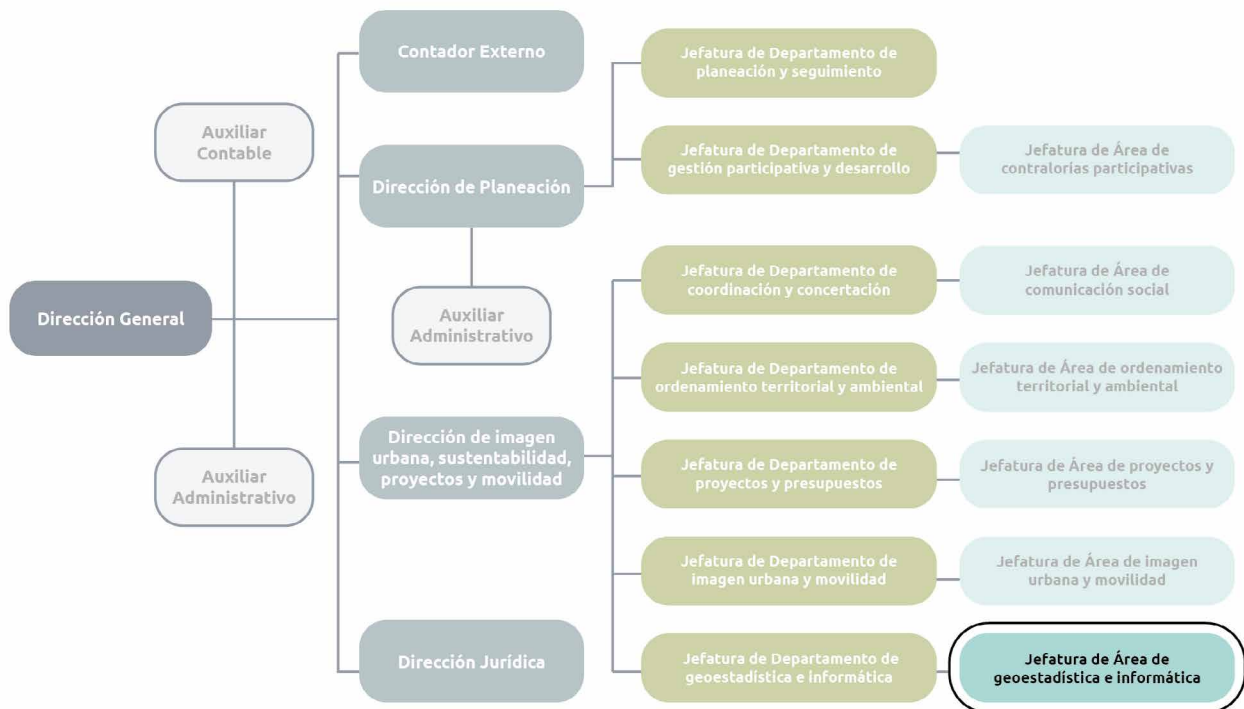 Contador Externo
Jefatura de Departamento de
planeación y seguimiento
Auxiliar
Contable
Jefatura de Departamento de
gestión participativa y desarrollo
Jefatura de Área de
contralorías participativas
Dirección de Planeación
Jefatura de Departamento de
coordinación y concertación
Jefatura de Área de
comunicación social
Dirección General
Auxiliar
Administrativo
Jefatura de Departamento de
ordenamiento territorial y ambiental
Jefatura de Área de ordenamiento
territorial y ambiental
Dirección de imagen
urbana, sustentabilidad,
proyectos y movilidad
Auxiliar
Administrativo
Jefatura de Departamento de
proyectos y presupuestos
Jefatura de Área de proyectos y
presupuestos
Jefatura de Departamento de
imagen urbana y movilidad
Jefatura de Área de imagen
urbana y movilidad
Dirección Jurídica
Jefatura de Departamento de
geoestadística e informática
Jefatura de Área de
geoestadística e informática